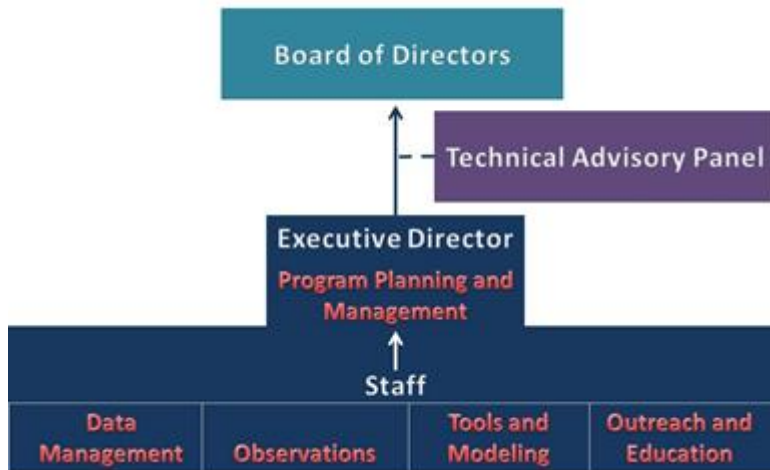 Board of Directors
Technical Advisory Panel
Executive Director
Program Planning and
Management
Staff
Data
Management
Observations
Tools and
Modeling
Outreach and
Education